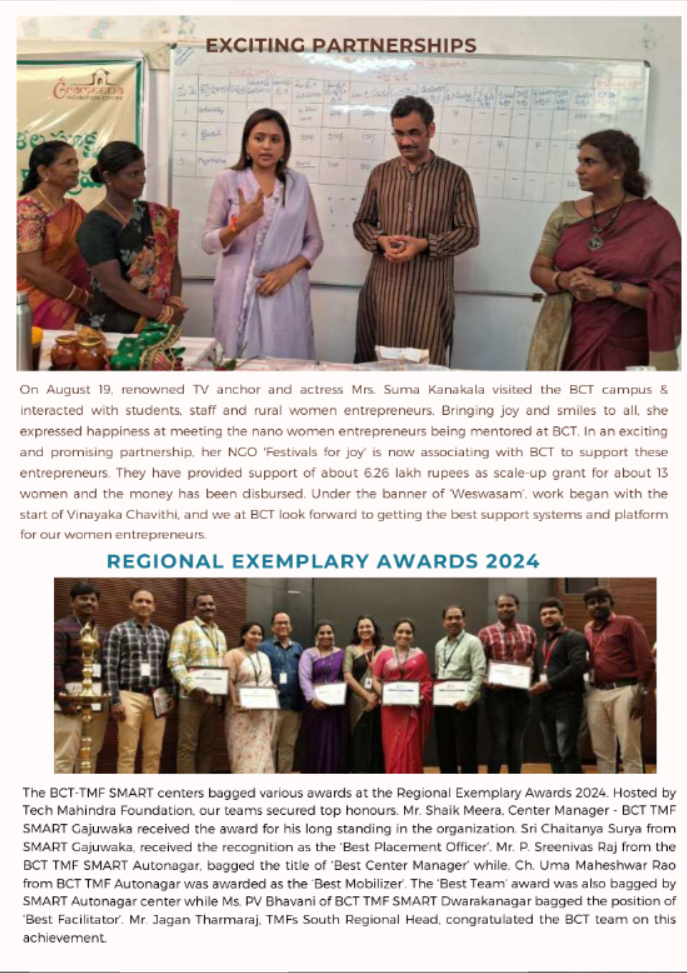 EXCITING PARTNERSHIPS
GRAMEENA
INCUBATION CENTRE
On August 19, renowned TV anchor and actress Mrs. Suma Kanakala visited the BCT campus &
interacted with students, staff and rural women entrepreneurs. Bringing joy and smiles to all, she
expressed happiness at meeting the nano women entrepreneurs being mentored at BCT. In an exciting
and promising partnership, her NGO 'Festivals for joy' is now associating with BCT to support these
entrepreneurs. They have provided support of about 6.26 lakh rupees as scale-up grant for about 13
women and the money has been disbursed. Under the banner of 'Weswasam', work began with the
start of Vinayaka Chavithi, and we at BCT look forward to getting the best support systems and platform
for our women entrepreneurs.
REGIONAL EXEMPLARY AWARDS 2024
The BCT-TMF SMART centers bagged various awards at the Regional Exemplary Awards 2024. Hosted by
Tech Mahindra Foundation, our teams secured top honours. Mr. Shaik Meera, Center Manager - BCT TMF
SMART Gajuwaka received the award for his long standing in the organization. Sri Chaitanya Surya from
SMART Gajuwaka, received the recognition as the 'Best Placement Officer'. Mr. P. Sreenivas Raj from the
BCT TMF SMART Autonagar, bagged the title of 'Best Center Manager' while, Ch. Uma Maheshwar Rao
from BCT TMF Autonagar was awarded as the 'Best Mobilizer'. The 'Best Team' award was also bagged by
SMART Autonagar center while Ms. PV Bhavani of BCT TMF SMART Dwarakanagar bagged the position of
'Best Facilitator'. Mr. Jagan Tharmaraj, TMFs South Regional Head, congratulated the BCT team on this
achievement.